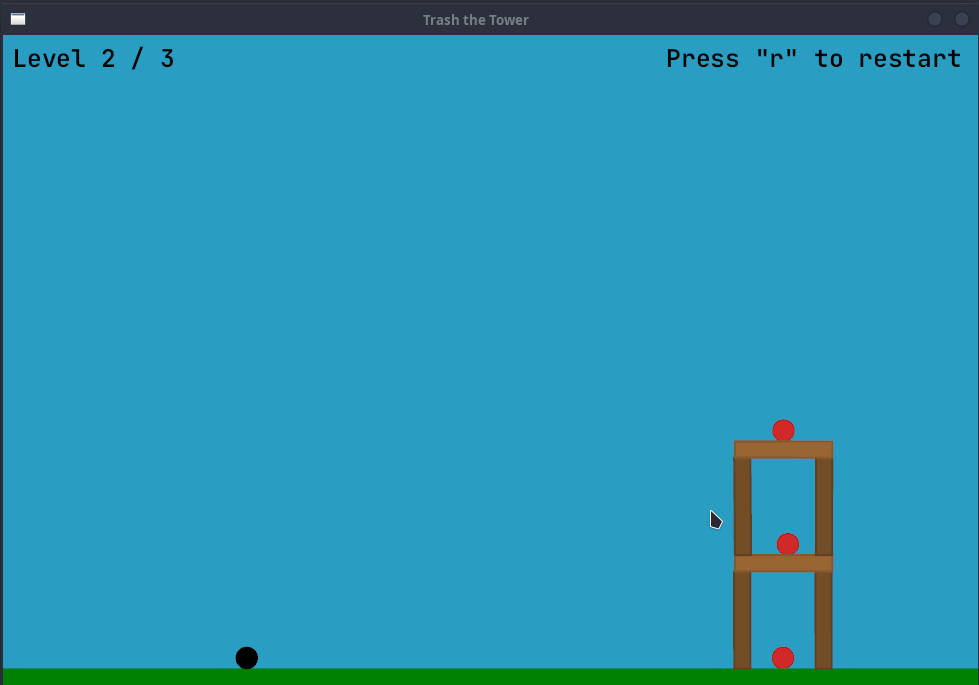 Trash the Tower
Level 2 / 3
Press "r" to restart